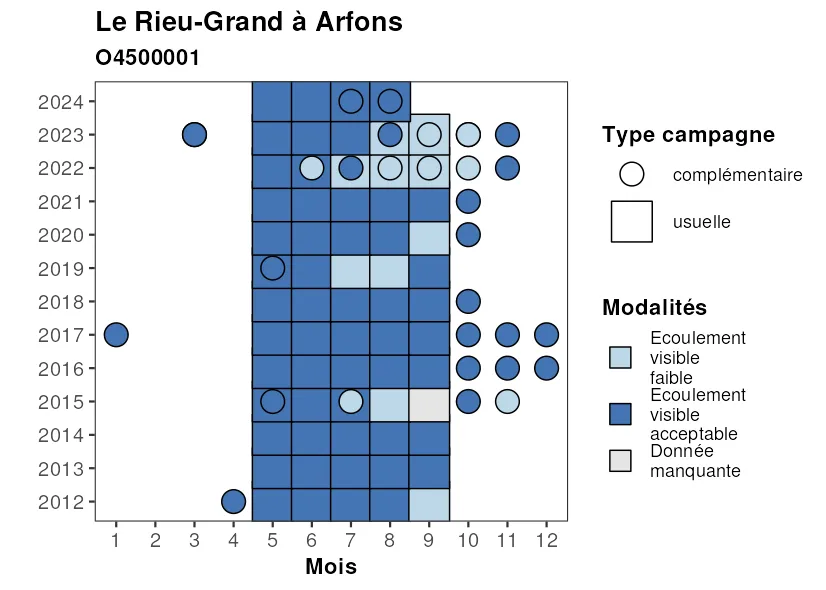 Le Rieu-Grand à Arfons
O4500001
2024
2023
2022
2021
2020
2019
2018
2017
2016
2015
2014
2013
2012
1 2 3 4 5 6 7 8 9 10 11 12
Mois
Type campagne
complémentaire
usuelle
Modalités
Ecoulement
visible
faible
Ecoulement
visible
acceptable
Donnée
manquante